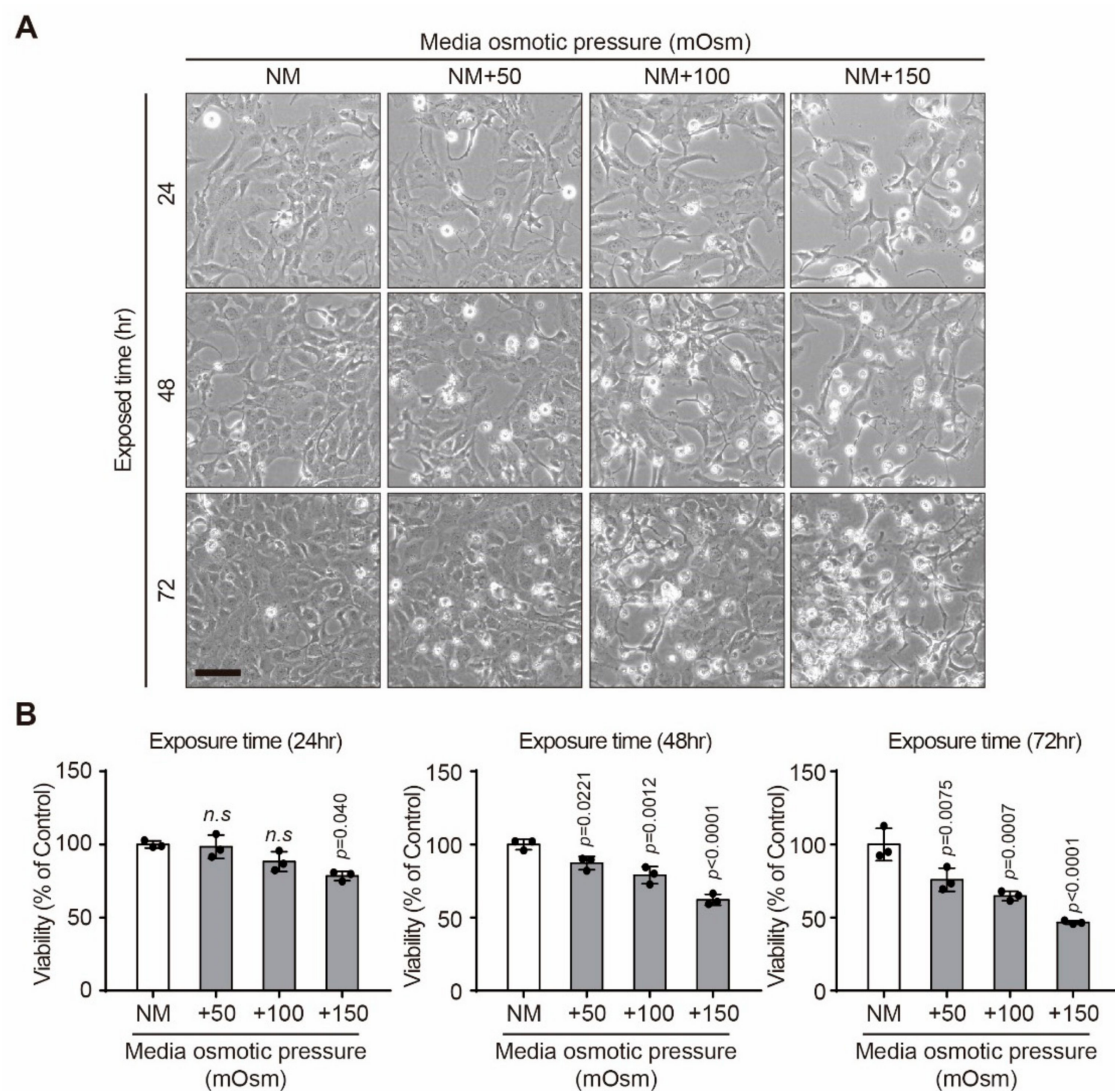 A
Media osmotic pressure (mOsm)
NM NM+50 NM+100 NM+150
Exposed time (hr)
24
48
72
B
Exposure time (24hr)
Viability (% of Control)
150
100
50
0
n.s
n.s
p=0.040
NM +50 +100 +150
Media osmotic pressure
(mOsm)
Exposure time (48hr)
Viability (% of Control)
150
100
50
0
p=0.0221
p=0.0012
p<0.0001
NM +50 +100 +150
Media osmotic pressure
(mOsm)
Exposure time (72hr)
Viability (% of Control)
150
100
50
0
p=0.0075
p=0.0007
p<0.0001
NM +50 +100 +150
Media osmotic pressure
(mOsm)